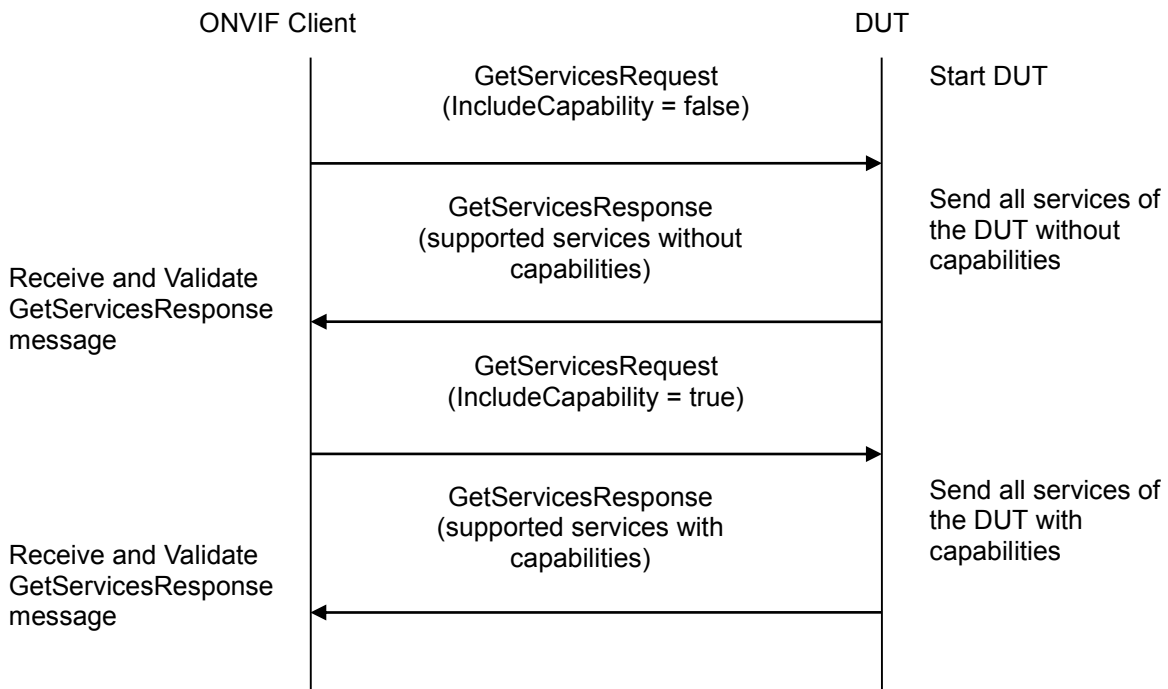 ONVIF Client
DUT
GetServicesRequest
(IncludeCapability = false)
Start DUT
GetServicesResponse
(supported services without
capabilities)
Send all services of
the DUT without
capabilities
Receive and Validate
GetServicesResponse
message
GetServicesRequest
(IncludeCapability = true)
GetServicesResponse
(supported services with
capabilities)
Send all services of
the DUT with
capabilities
Receive and Validate
GetServicesResponse
message